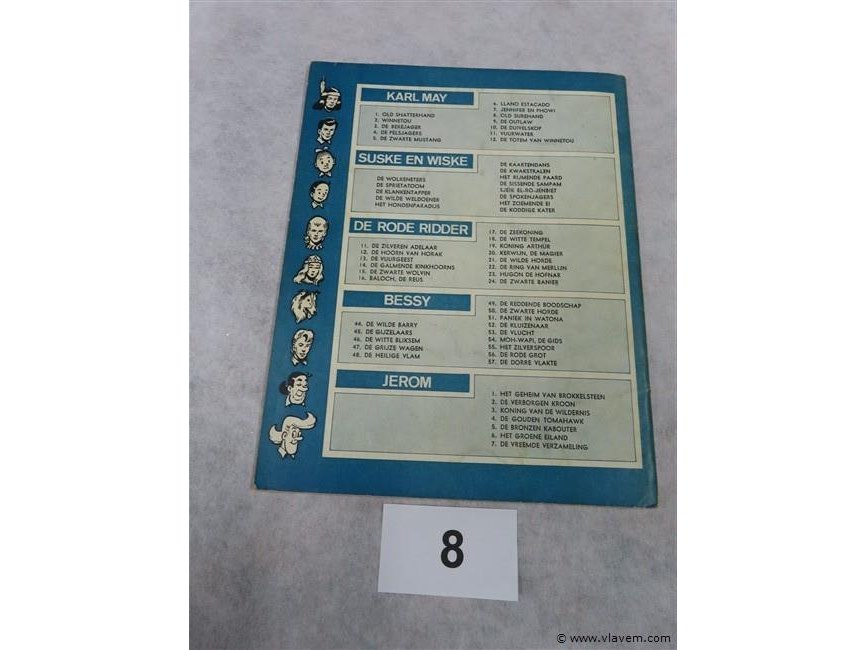 KARL MAY
1. OLD SHATTERHAND
2. WINNETOU
3. DE BEREJAGER
4. DE PELSJAGERS
5. DE ZWARTE MUSTANG
6. LLANO ESTACADO
7. JENNIFER EN PHOWI
8. OLD SUREHAND
9. DE OUTLAW
10. DE DUIVELSKOP
11. VUURWATER
12. DE TOTEM VAN WINNETOU
SUSKE EN WISKE
DE WOLKENETERS
DE SPRIETATOOM
DE KLANKENTAPPER
DE WILDE WELDOENER
HET HONDENPARADIJS
DE KAARTENDANS
DE KWAKSTRALEN
HET RIJMENDE PAARD
DE SISSENDE SAMPAM
SJEIK EL-RO-JENBIET
DE SPOKENJAGERS
HET ZOEMENDE EI
DE KODDIGE KATER
DE RODE RIDDER
11. DE ZILVEREN ADELAAR
12. DE HOORN VAN HORAK
13. DE VUURGEEST
14. DE GALMENDE KINKHOORNS
15. DE ZWARTE WOLVIN
16. BALOCH, DE REUS
17. DE ZEEKONING
18. DE WITTE TEMPEL
19. KONING ARTHUR
20. KERWIJN, DE MAGIER
21. DE WILDE HORDE
22. DE RING VAN MERLIJN
23. HUGON DE HOFNAR
24. DE ZWARTE BANIER
BESSY
44. DE WILDE BARRY
45. DE GIJZELAARS
46. DE WITTE BLIKSEM
47. DE GRIJZE WAGEN
48. DE HEILIGE VLAM
49. DE REDDENDE BOODSCHAP
50. DE ZWARTE HORDE
51. PANIEK IN WATONA
52. DE KLUIZENAAR
53. DE VLUCHT
54. MOH-WAPI, DE GIDS
55. HET ZILVERSPOOR
56. DE RODE GROT
57. DE DORRE VLAKTE
JEROM
1. HET GEHEIM VAN BROKKELSTEEN
2. DE VERBORGEN KROON
3. KONING VAN DE WILDERNIS
4. DE GOUDEN TOMAHAWK
5. DE BRONZEN KABOUTER
6. HET GROENE EILAND
7. DE VREEMDE VERZAMELING
8
© www.vlavem.com